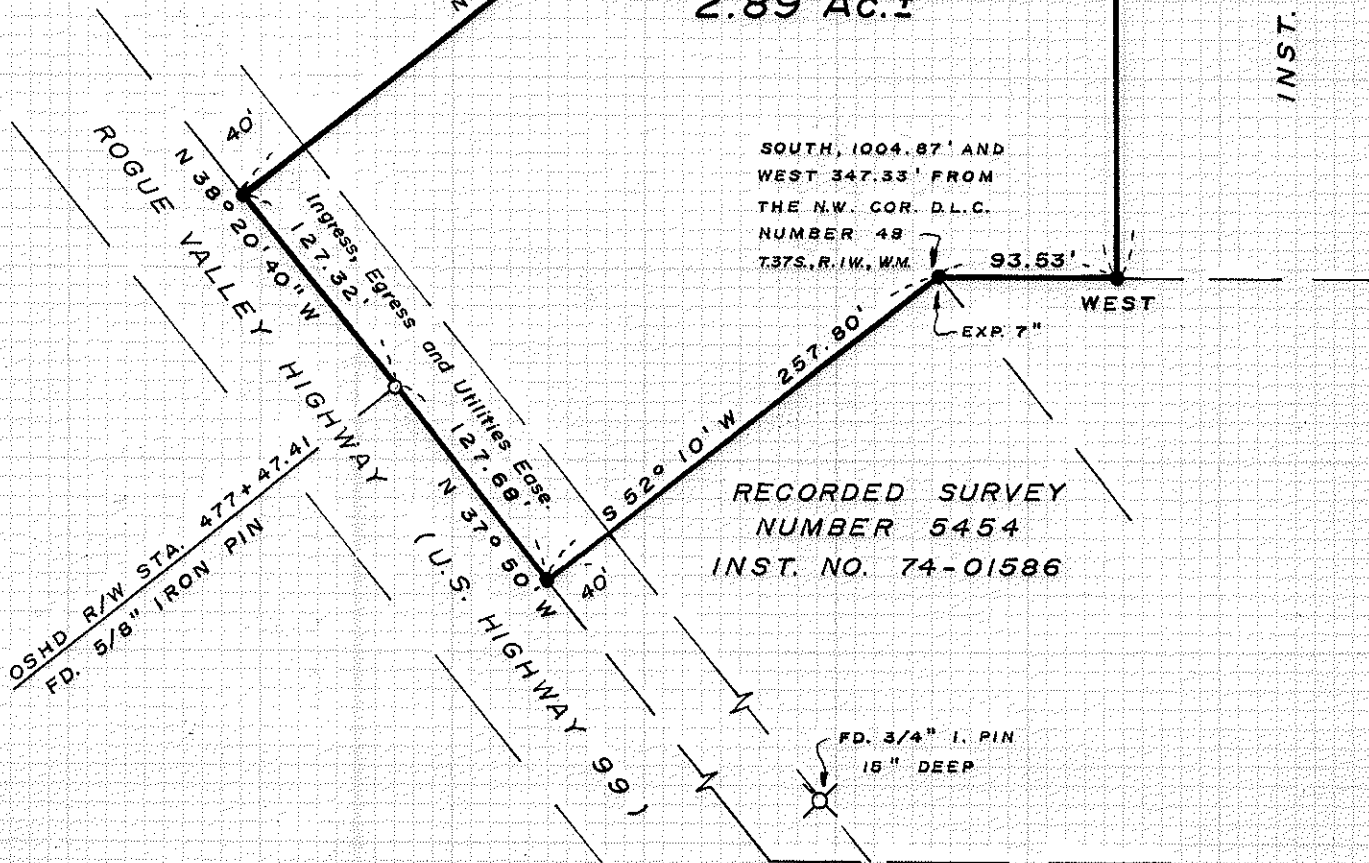 2.89 Ac.±
INST.
40'
ROGUE VALLEY HIGHWAY
(U.S. HIGHWAY 99)
N 38° 20' 40" W
127.32'
Ingress, Egress and Utilities Ease.
127.68'
N 37° 50' W
40'
SOUTH, 1004.87' AND
WEST 347.33' FROM
THE N.W. COR. D.L.C.
NUMBER 48
T37S, R.1W, WM.
93.53'
WEST
EXP. 7"
S 52° 10' W 257.80'
RECORDED SURVEY
NUMBER 5454
INST. NO. 74-01586
OSHD R/W STA. 477+47.41
FD. 5/8" IRON PIN
FD. 3/4" I. PIN